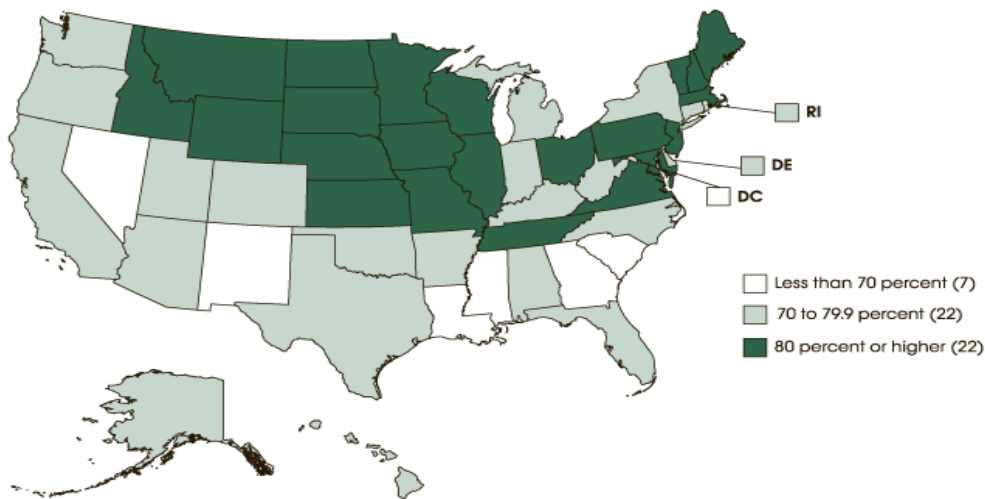 RI
DE
DC
Less than 70 percent (7)
70 to 79.9 percent (22)
80 percent or higher (22)